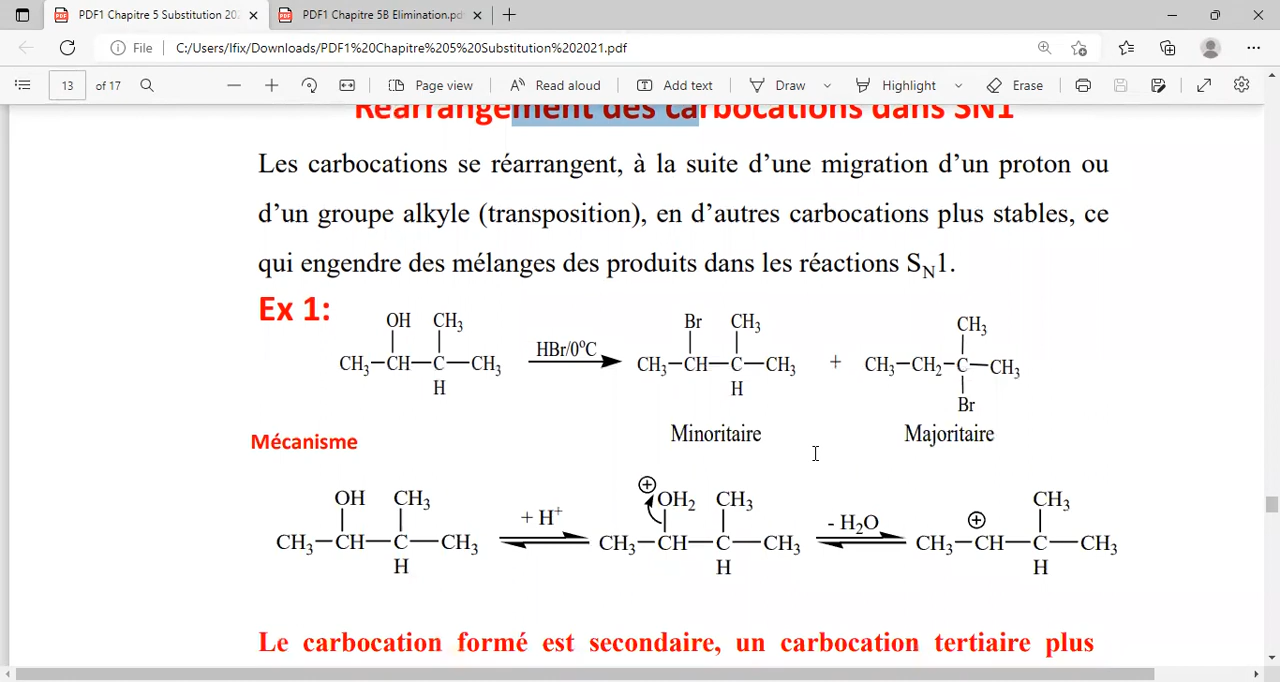 PDF1 Chapitre 5 Substitution 202
PDF1 Chapitre 5B Elimination.pd
File
C:/Users/Ifix/Downloads/PDF1%20Chapitre%205%20Substitution%202021.pdf
13 of 17
Page view
Read aloud
Add text
Draw
Highlight
Erase
Réarrangement des carbocations dans SN1
Les carbocations se réarrangent, à la suite d’une migration d’un proton ou
d’un groupe alkyle (transposition), en d’autres carbocations plus stables, ce
qui engendre des mélanges des produits dans les réactions SN1.
Ex 1:
OH CH3 Br CH3 CH3
CH3—CH—C—CH3 HBr/0°C CH3—CH—C—CH3 + CH3—CH2—C—CH3
H H Br
Minoritaire Majoritaire
Mécanisme
OH CH3 ⊕ OH2 CH3 ⊕ CH3
CH3—CH—C—CH3 + H+ CH3—CH—C—CH3 - H2O CH3—CH—C—CH3
H H H
Le carbocation formé est secondaire, un carbocation tertiaire plus